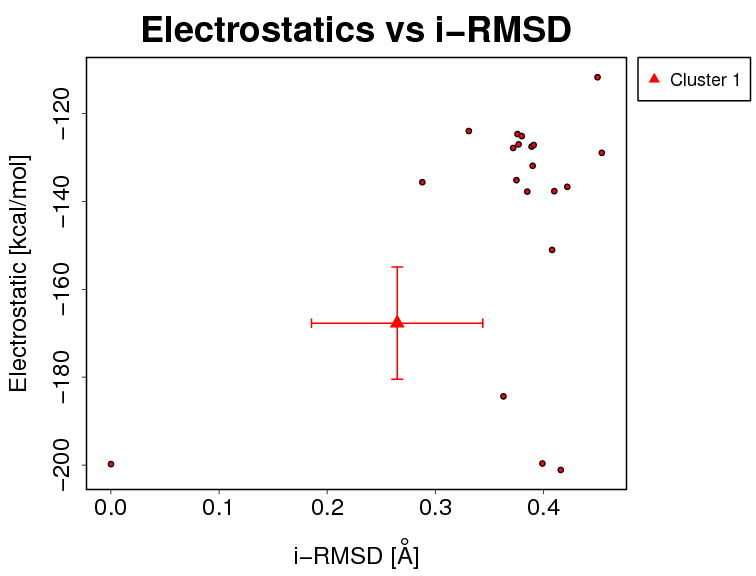 Electrostatics vs i−RMSD
Cluster 1
Electrostatic [kcal/mol]
−120
−140
−160
−180
−200
0.0 0.1 0.2 0.3 0.4
i−RMSD [Å]